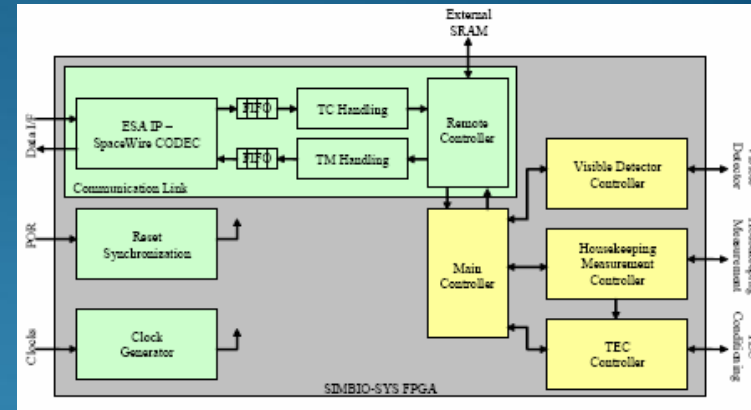 External
SRAM
Data I/F
ESA IP –
SpaceWire CODEC
FIFO
TC Handling
FIFO
TM Handling
Remote
Controller
Communication Link
Visible Detector
Controller
Detector
POR
Reset
Synchronization
Main
Controller
Housekeeping
Measurement
Controller
Measurement
Clocks
Clock
Generator
TEC
Controller
Conditioning
SIMBIO-SYS FPGA